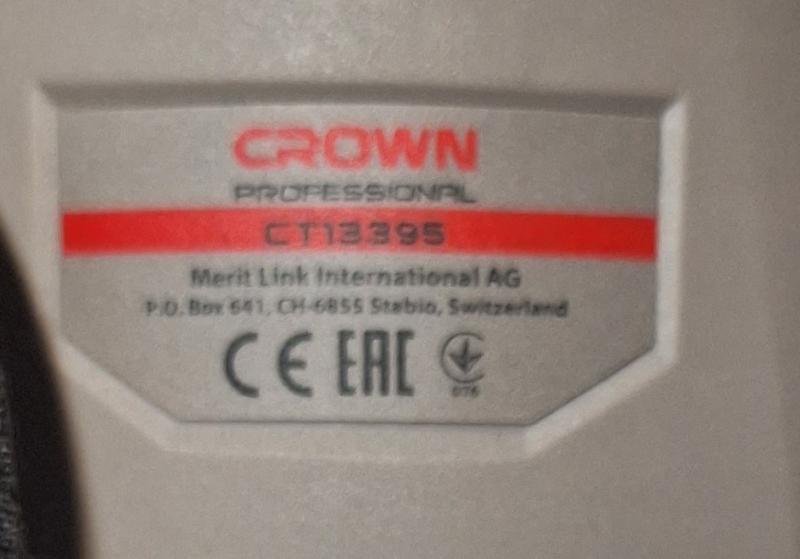 CROWN
PROFESSIONAL
CT13395
Merit Link International AG
P.O. Box 641, CH-6855 Stabio, Switzerland
CE EAC